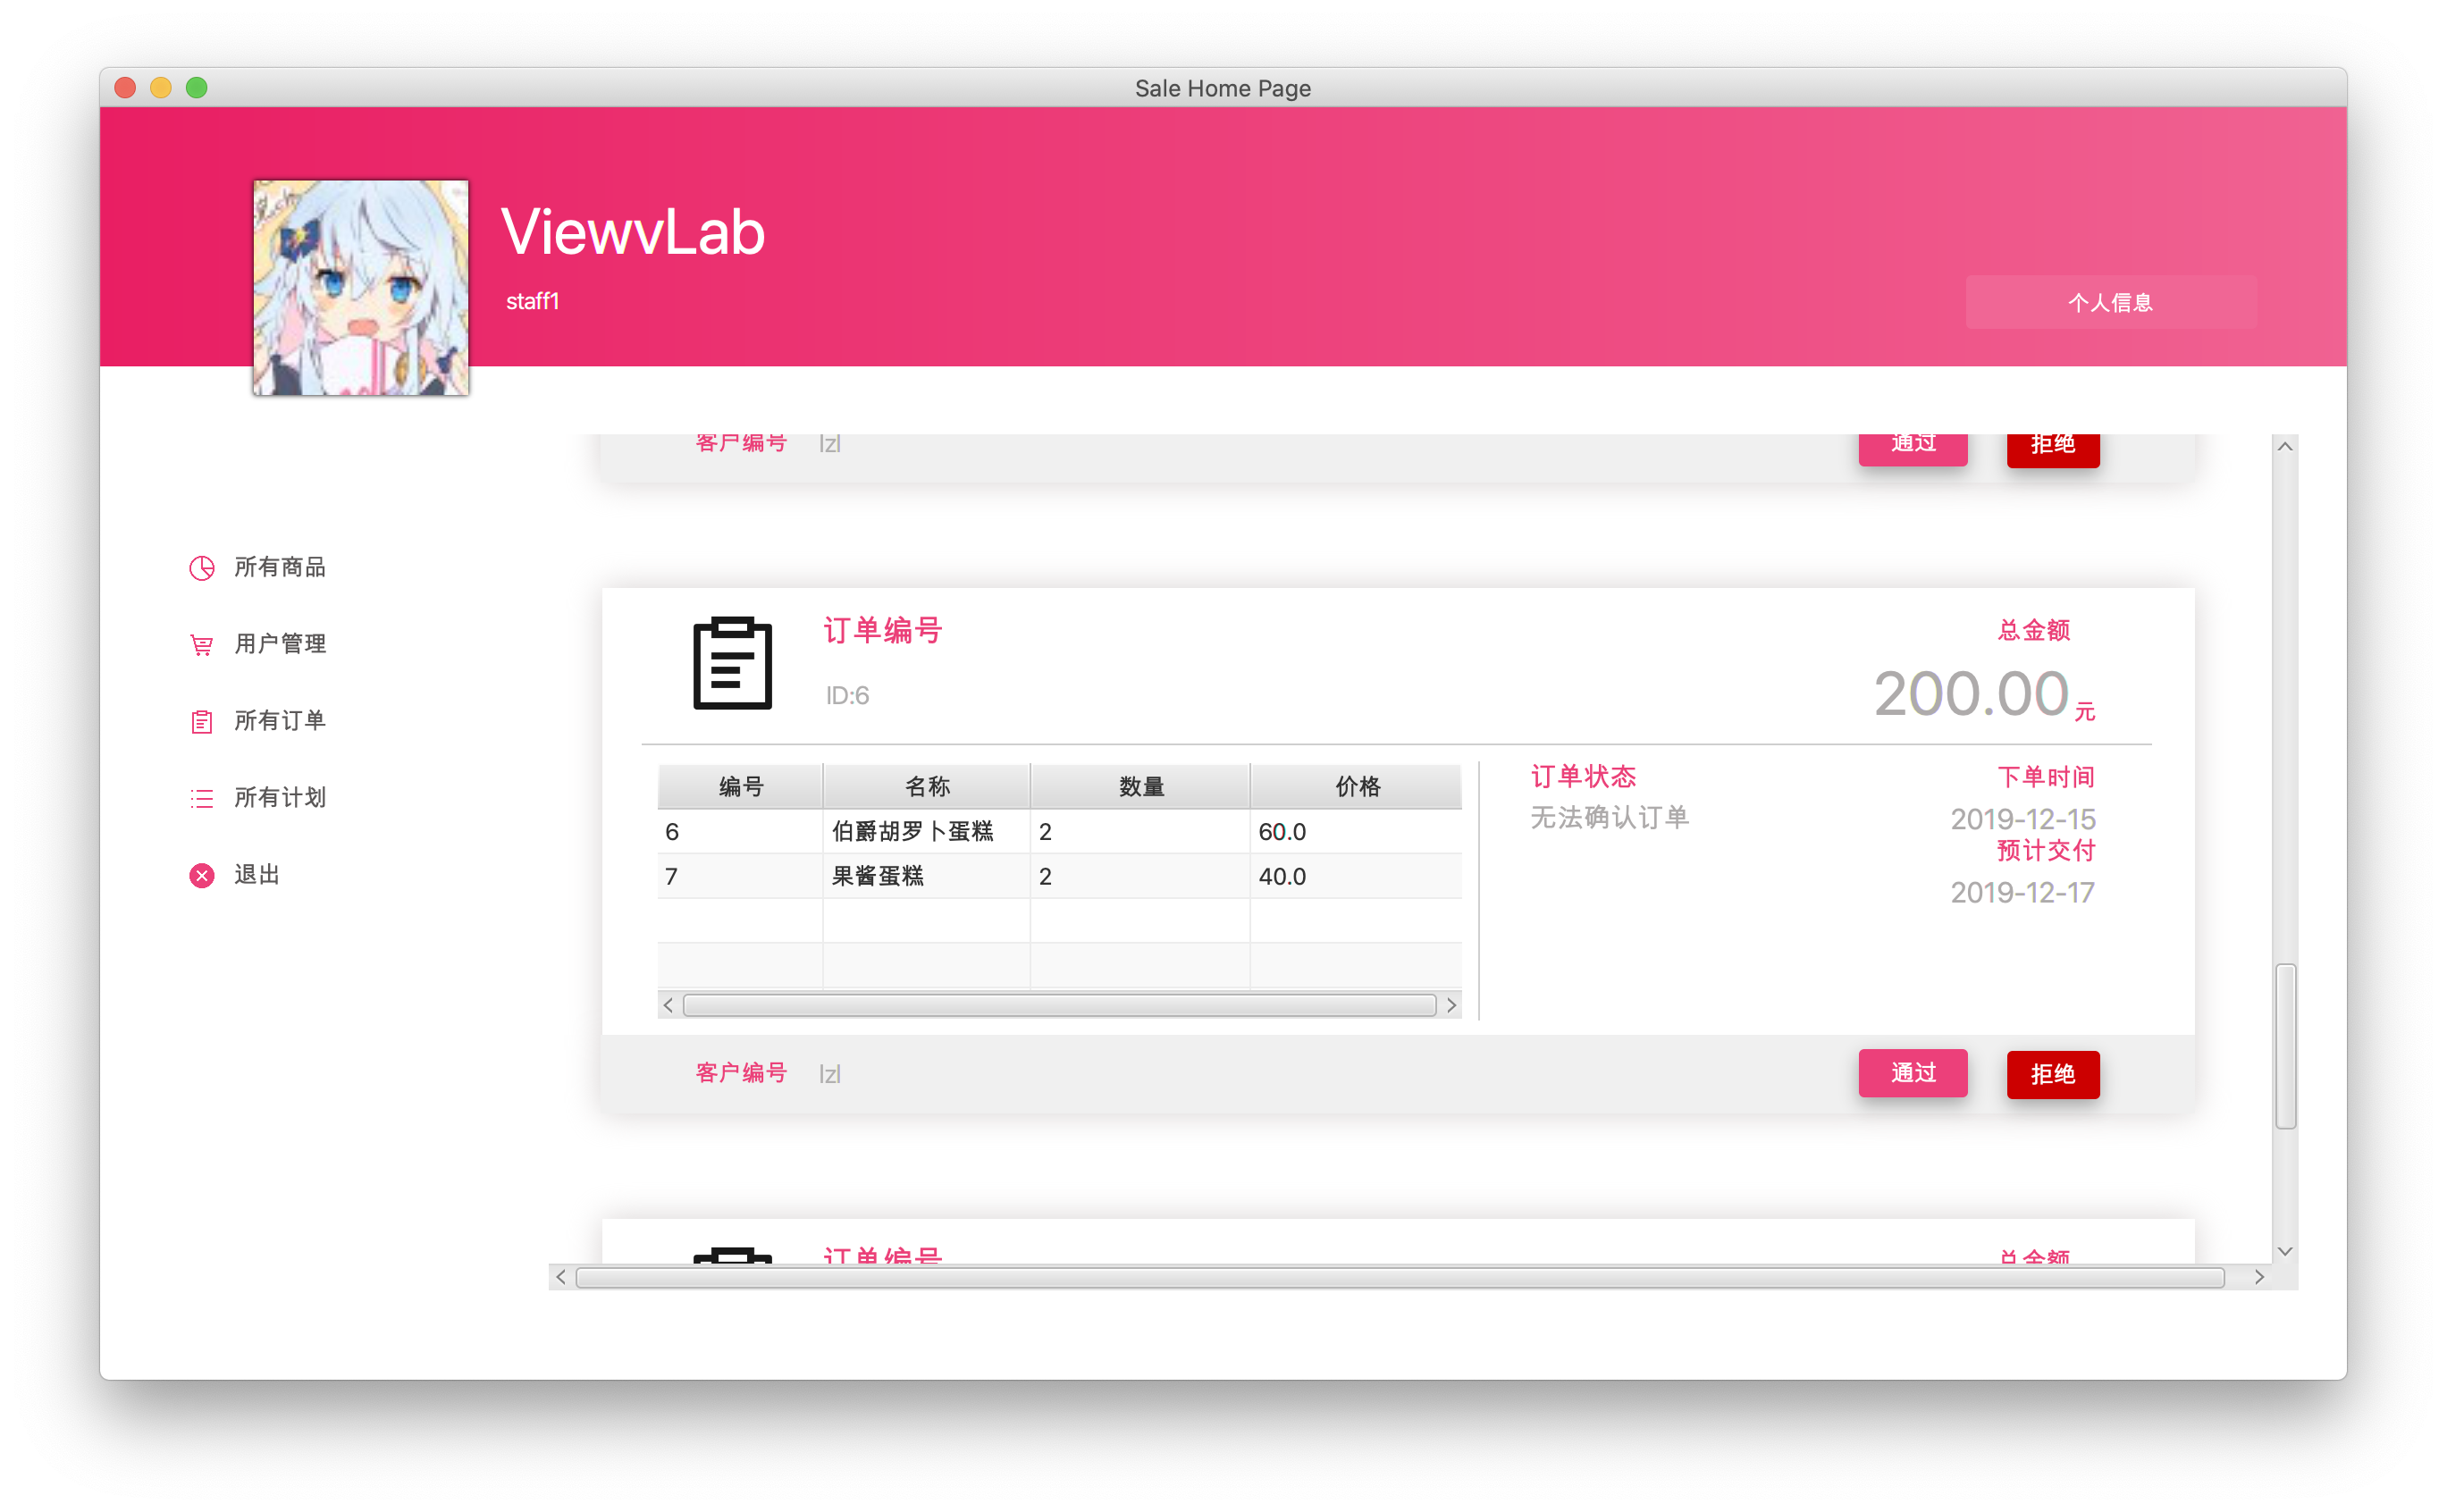 Sale Home Page
ViewvLab
staff1
个人信息
客户编号 lzl 通过 拒绝
所有商品
用户管理
所有订单
所有计划
退出
订单编号
ID:6
总金额
200.00 元
编号 名称 数量 价格
6 伯爵胡罗卜蛋糕 2 60.0
7 果酱蛋糕 2 40.0
订单状态
无法确认订单
下单时间
2019-12-15
预计交付
2019-12-17
客户编号 lzl 通过 拒绝
订单编号 总金额